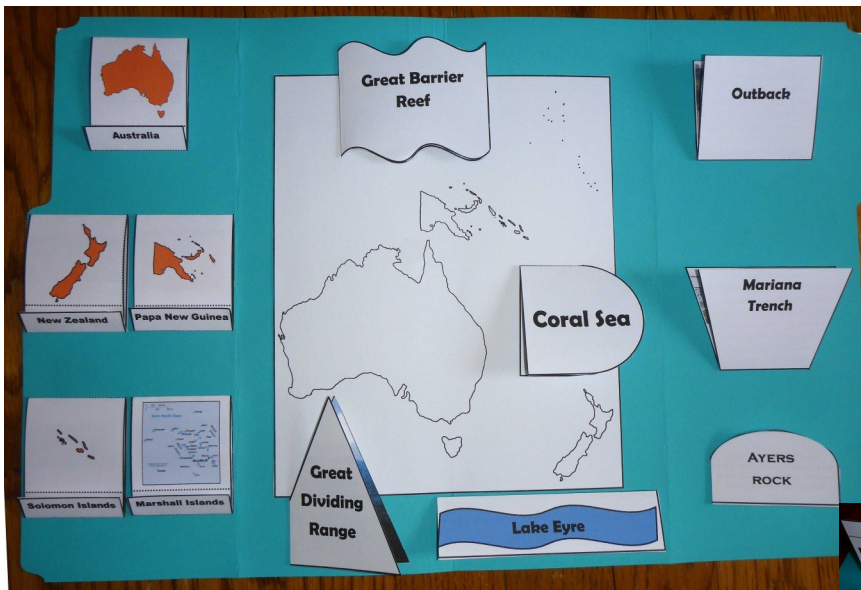 Australia
Great Barrier
Reef
Outback
New Zealand
Papa New Guinea
Coral Sea
Mariana
Trench
Solomon Islands
Marshall Islands
Great
Dividing
Range
Lake Eyre
AYERS
ROCK